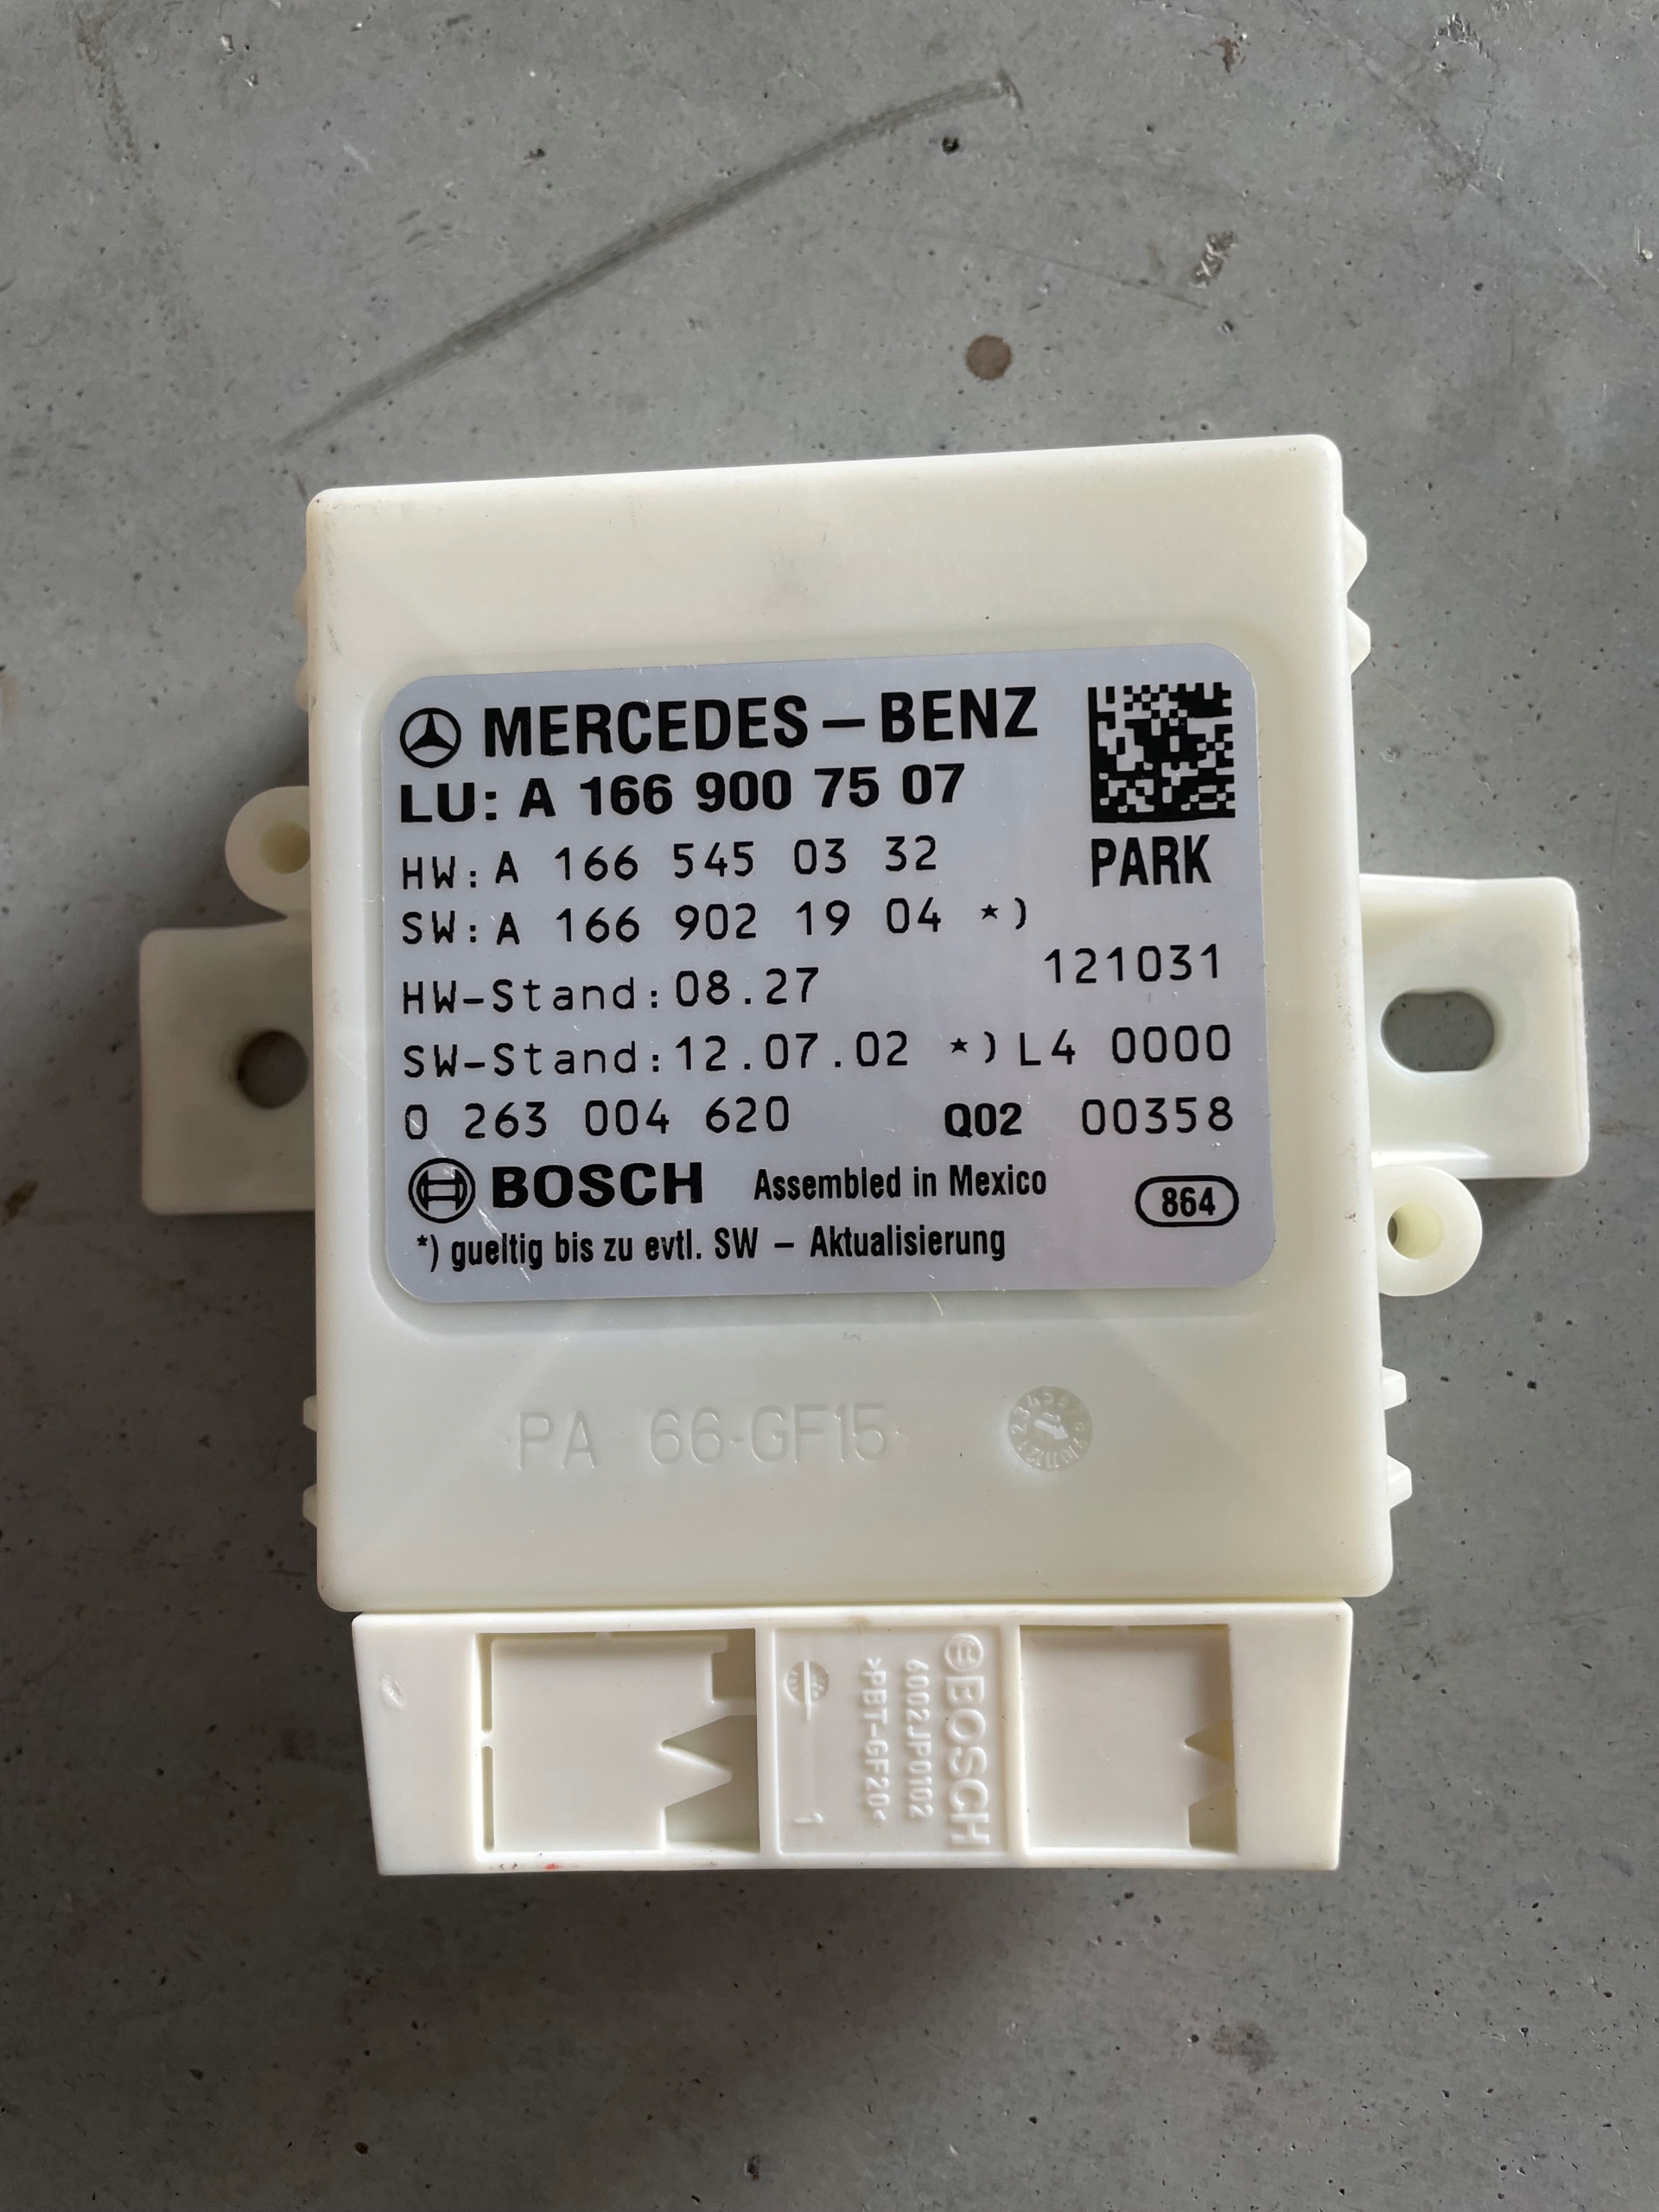 MERCEDES-BENZ
LU: A 166 900 75 07
HW: A 166 545 03 32
PARK
SW: A 166 902 19 04 *)
HW-Stand: 08.27 121031
SW-Stand: 12.07.02 *) L4 0000
0 263 004 620 Q02 00358
BOSCH Assembled in Mexico 864
*) gueltig bis zu evtl. SW - Aktualisierung
PA 66-GF15
BOSCH
6002JP0102
>PBT-GF20<
1